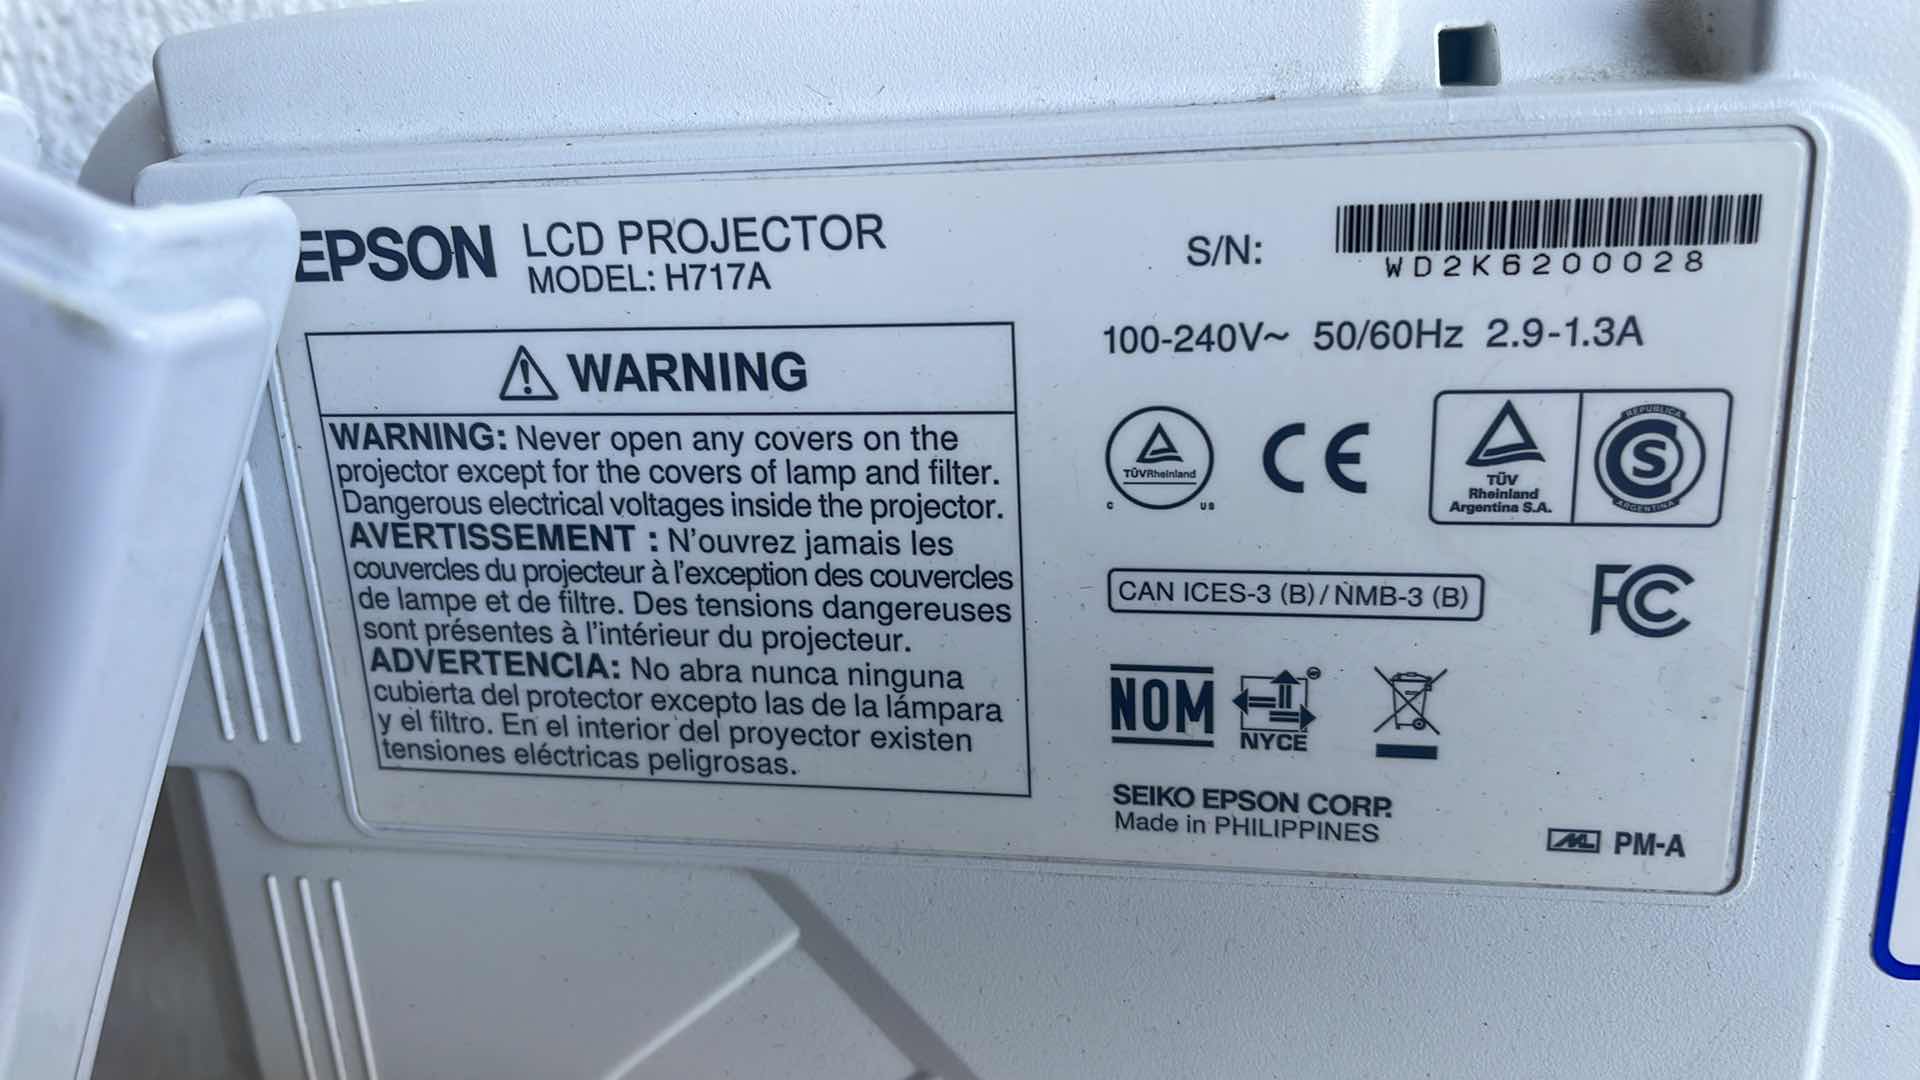 EPSON LCD PROJECTOR
MODEL: H717A
WARNING
WARNING: Never open any covers on the
projector except for the covers of lamp and filter.
Dangerous electrical voltages inside the projector.
AVERTISSEMENT : N'ouvrez jamais les
couvercles du projecteur à l'exception des couvercles
de lampe et de filtre. Des tensions dangereuses
sont présentes à l'intérieur du projecteur.
ADVERTENCIA: No abra nunca ninguna
cubierta del protector excepto las de la lámpara
y el filtro. En el interior del proyector existen
tensiones eléctricas peligrosas.
S/N:
WD2K6200028
100-240V~ 50/60Hz 2.9-1.3A
TÜVRheinland
C US
CE
TÜV
Rheinland
Argentina S.A.
REPUBLICA
S
ARGENTINA
CAN ICES-3 (B) / NMB-3 (B)
FC
NOM
NYCE
SEIKO EPSON CORP.
Made in PHILIPPINES
ML PM-A